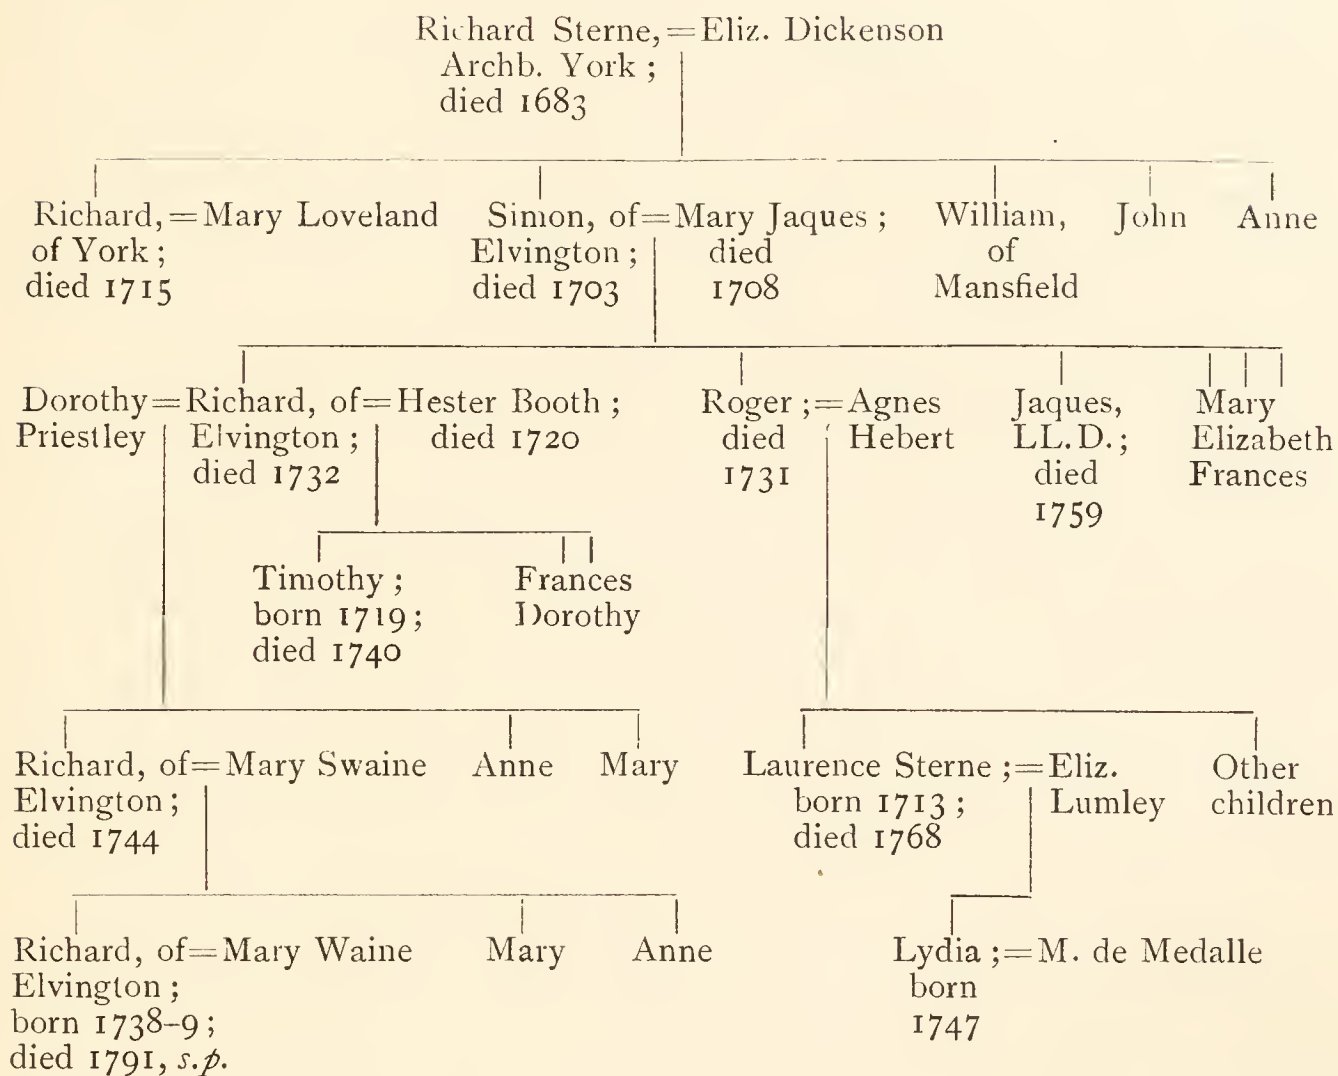 Richard Sterne,=Eliz. Dickenson
Archb. York ;
died 1683
Richard,=Mary Loveland
of York ;
died 1715
Simon, of=Mary Jaques ;
Elvington ;
died 1703
died
1708
William,
of
Mansfield
John
Anne
Dorothy=Richard, of=Hester Booth ;
Priestley
Elvington ;
died 1732
died 1720
Roger ;=Agnes
died
1731
Hebert
Jaques,
LL.D. ;
died
1759
Mary
Elizabeth
Frances
Timothy ;
born 1719 ;
died 1740
Frances
Dorothy
Richard, of=Mary Swaine
Elvington ;
died 1744
Anne
Mary
Laurence Sterne ;=Eliz.
born 1713 ;
died 1768
Lumley
Other
children
Richard, of=Mary Waine
Elvington ;
born 1738–9 ;
died 1791, s.p.
Mary
Anne
Lydia ;=M. de Medalle
born
1747